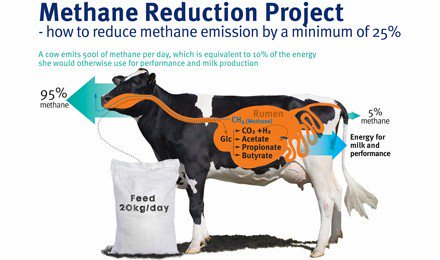 Methane Reduction Project
- how to reduce methane emission by a minimum of 25%
A cow emits 500l of methane per day, which is equivalent to 10% of the energy
she would otherwise use for performance and milk production
95%
methane
Rumen
CH₄ (Methane)
CO₂ +H₂
Glc
Acetate
Propionate
Butyrate
5%
methane
Energy for
milk and
performance
Feed
20kg/day